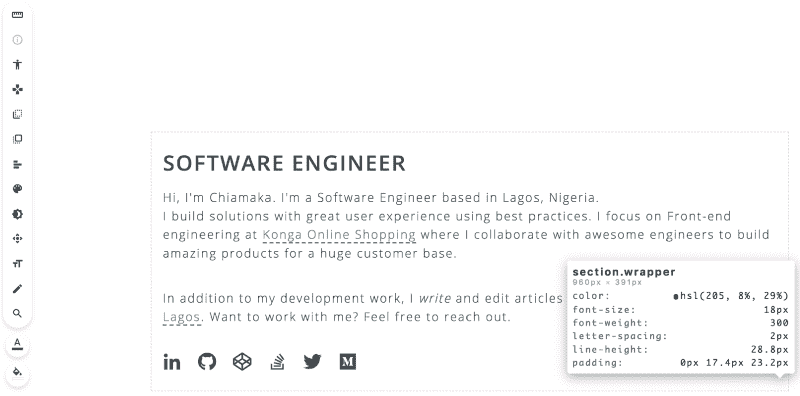 SOFTWARE ENGINEER
Hi, I'm Chiamaka. I'm a Software Engineer based in Lagos, Nigeria.
I build solutions with great user experience using best practices. I focus on Front-end
engineering at Konga Online Shopping where I collaborate with awesome engineers to build
amazing products for a huge customer base.
In addition to my development work, I write and edit articles
Lagos. Want to work with me? Feel free to reach out.
section.wrapper
960px × 391px
color: hsl(205, 8%, 29%)
font-size: 18px
font-weight: 300
letter-spacing: 2px
line-height: 28.8px
padding: 0px 17.4px 23.2px